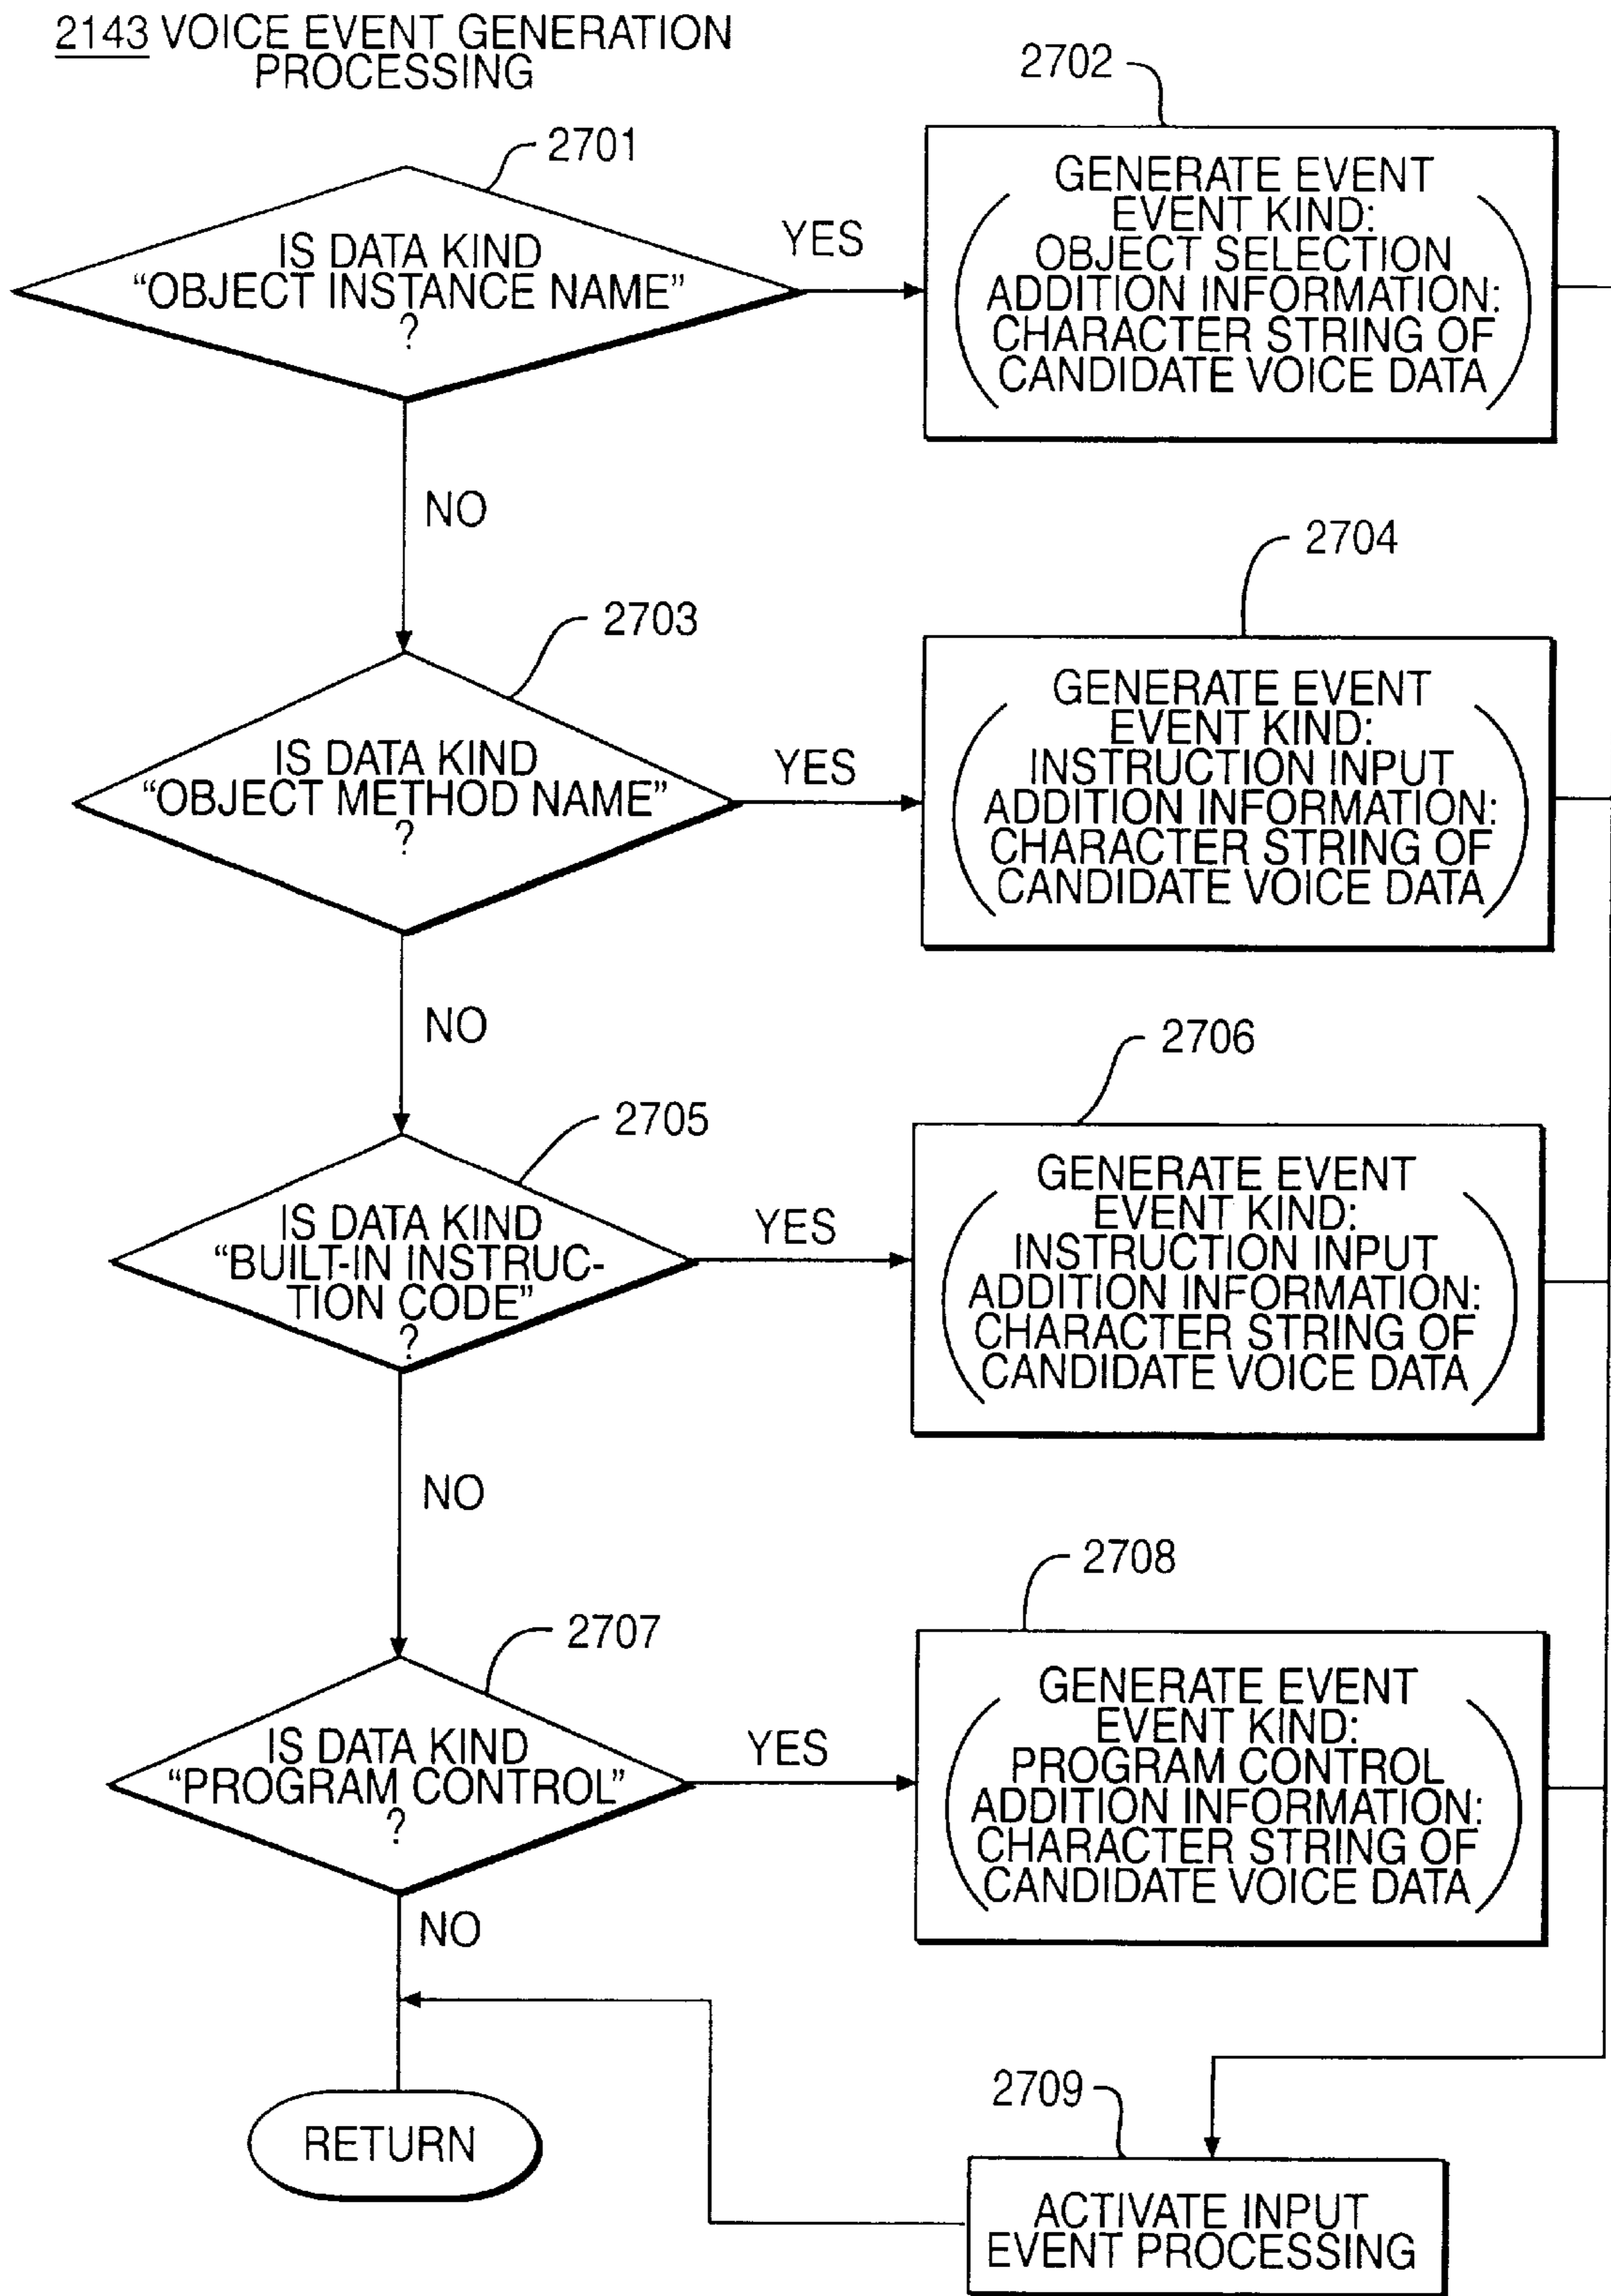 2143 VOICE EVENT GENERATION
PROCESSING
2701
IS DATA KIND
“OBJECT INSTANCE NAME”
?
YES
2702
GENERATE EVENT
EVENT KIND:
OBJECT SELECTION
ADDITION INFORMATION:
CHARACTER STRING OF
CANDIDATE VOICE DATA
NO
2703
IS DATA KIND
“OBJECT METHOD NAME”
?
YES
2704
GENERATE EVENT
EVENT KIND:
INSTRUCTION INPUT
ADDITION INFORMATION:
CHARACTER STRING OF
CANDIDATE VOICE DATA
NO
2705
IS DATA KIND
“BUILT-IN INSTRUC-
TION CODE”
?
YES
2706
GENERATE EVENT
EVENT KIND:
INSTRUCTION INPUT
ADDITION INFORMATION:
CHARACTER STRING OF
CANDIDATE VOICE DATA
NO
2707
IS DATA KIND
“PROGRAM CONTROL”
?
YES
2708
GENERATE EVENT
EVENT KIND:
PROGRAM CONTROL
ADDITION INFORMATION:
CHARACTER STRING OF
CANDIDATE VOICE DATA
NO
RETURN
2709
ACTIVATE INPUT
EVENT PROCESSING